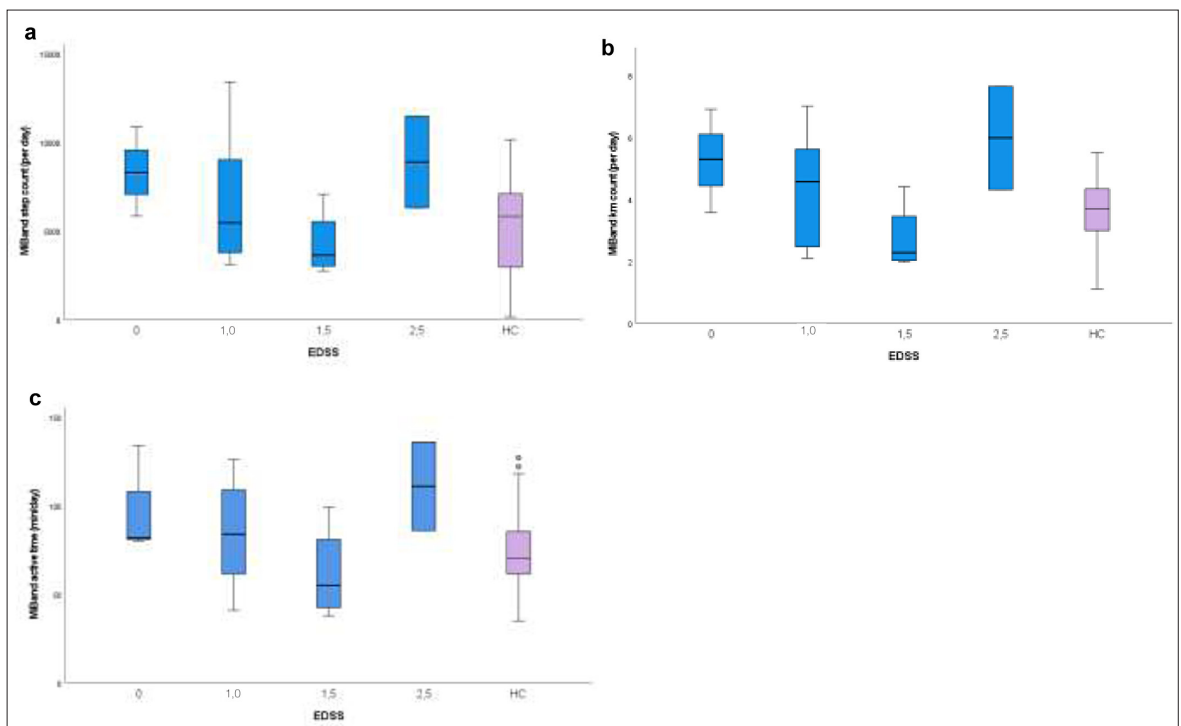 a
15000
10000
5000
0
MiBand step count (per day)
0 1,0 1,5 2,5 HC
EDSS
b
8
6
4
2
0
MiBand km count (per day)
0 1,0 1,5 2,5 HC
EDSS
c
150
100
50
0
MiBand active time (min/day)
0 1,0 1,5 2,5 HC
EDSS